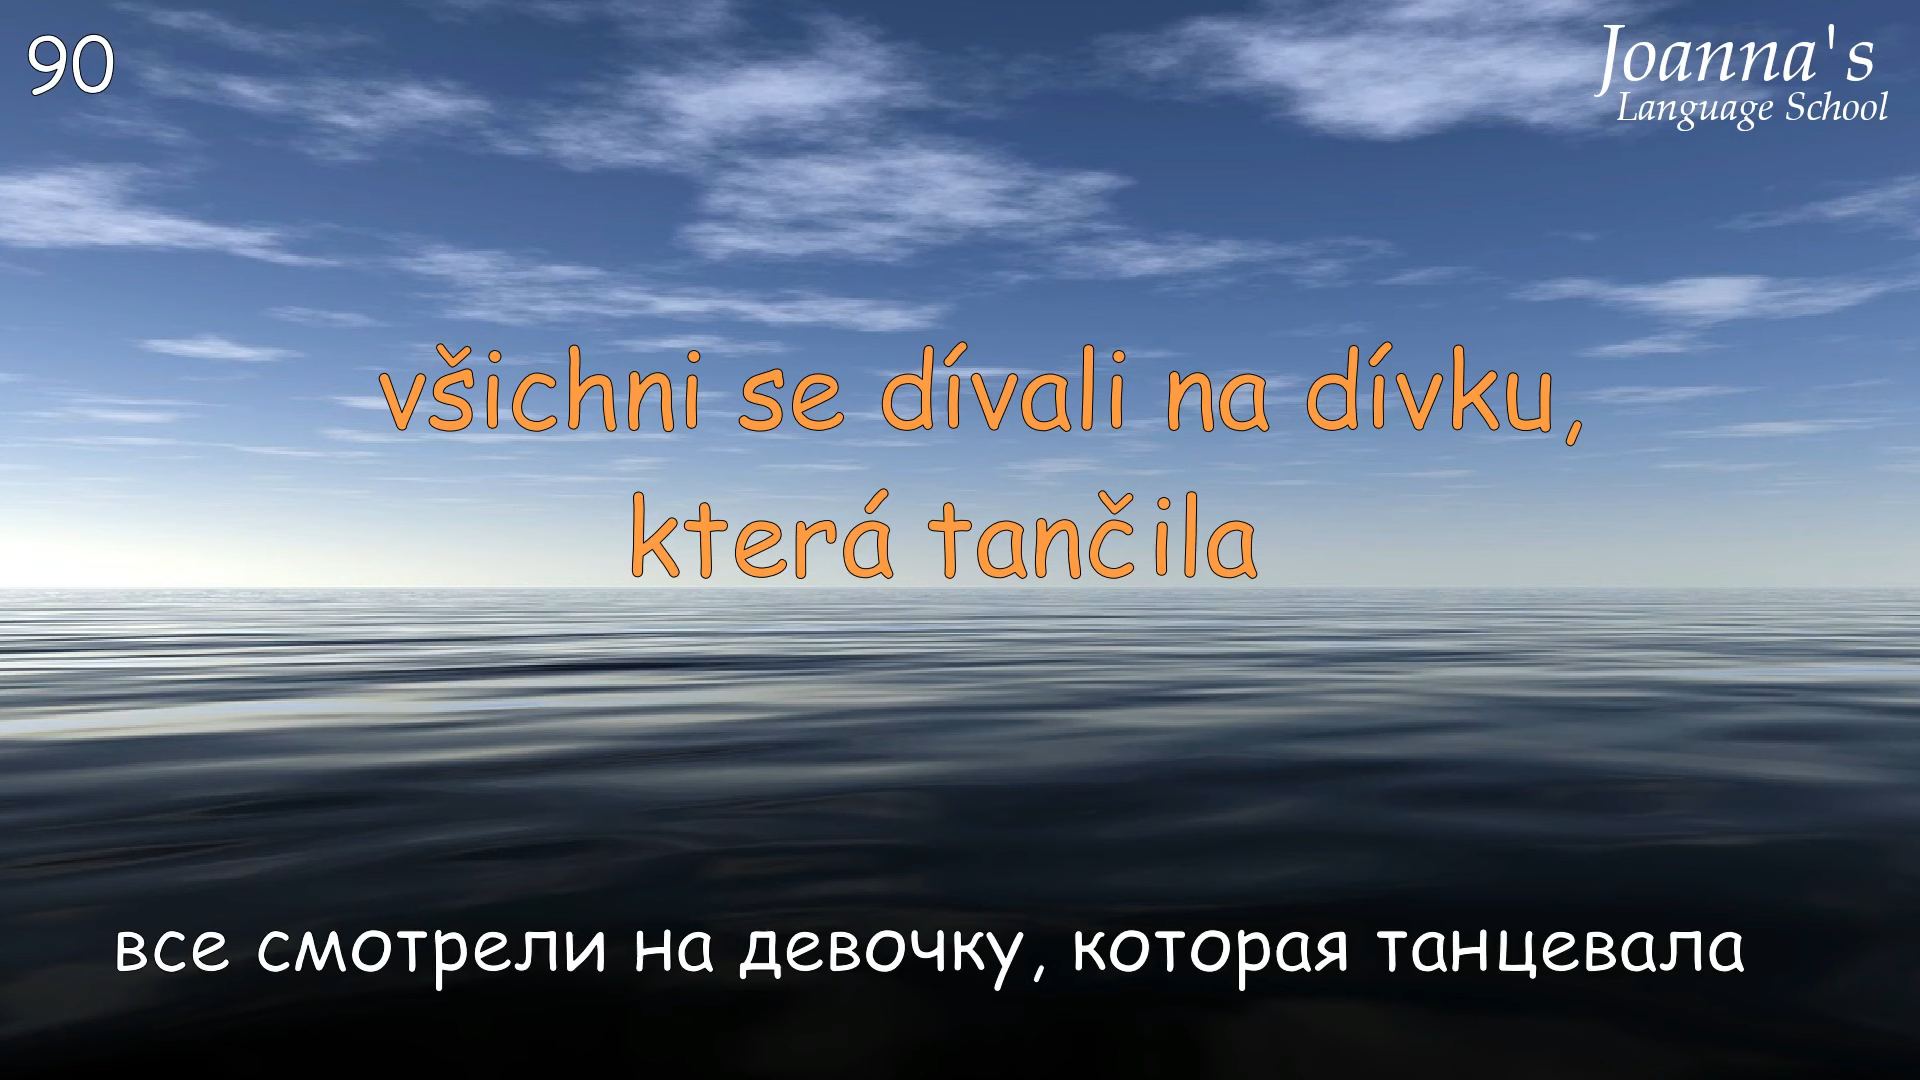 90
Joanna's
Language School
všichni se dívali na dívku,
která tančila
все смотрели на девочку, которая танцевала